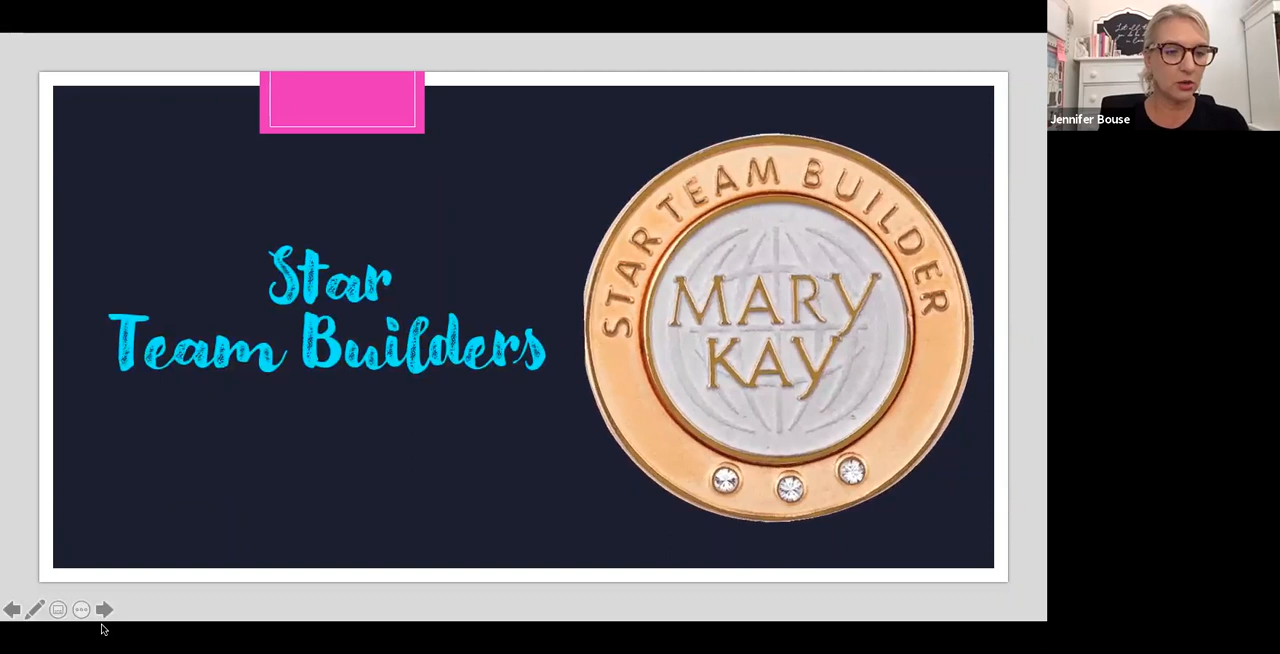 Star
Team Builders
STAR TEAM BUILDER
MARY
KAY
Jennifer Bouse